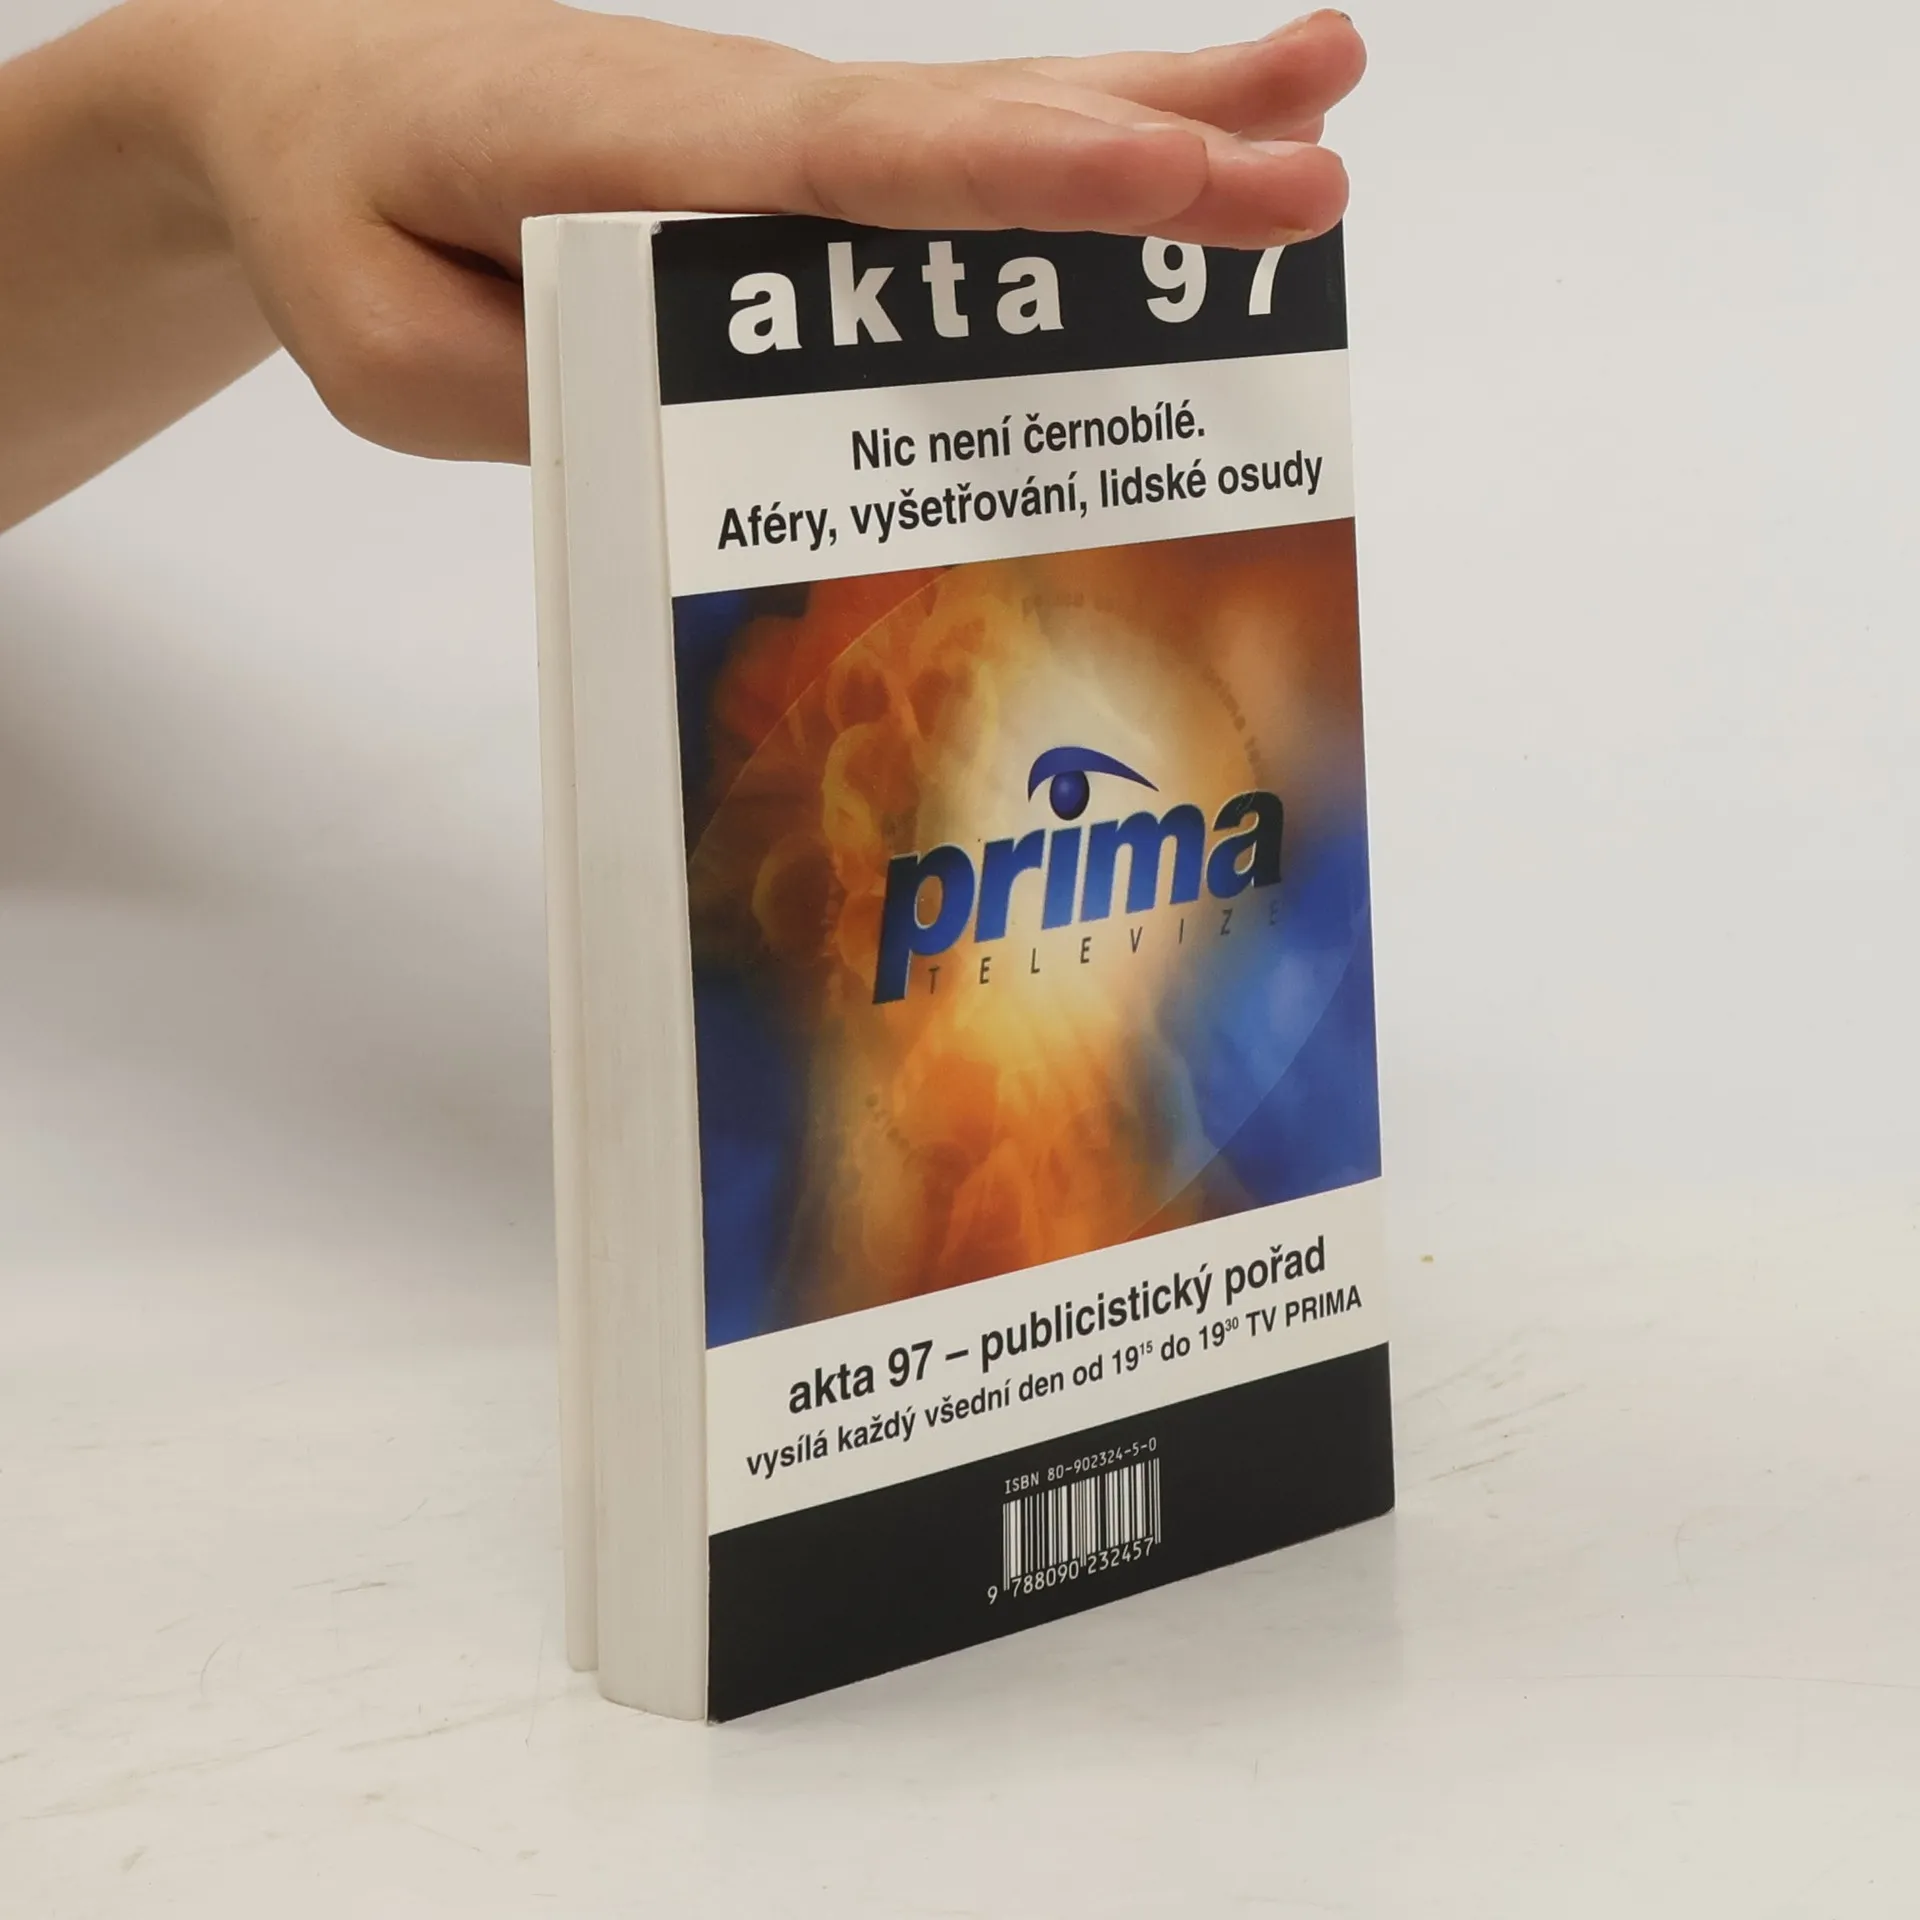 akta 97
Nic není černobílé.
Aféry, vyšetřování, lidské osudy
prima
TELEVIZE
akta 97 – publicistický pořad
vysílá každý všední den od 19¹⁵ do 19³⁰ TV PRIMA
ISBN 80-902324-5-0
9 788090 232457